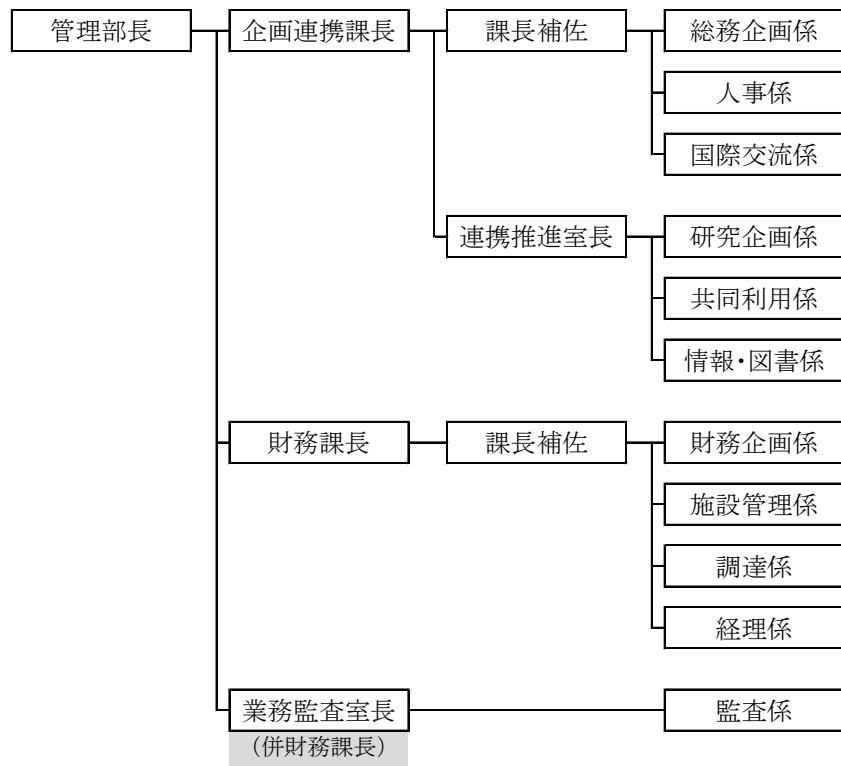 管理部長
企画連携課長
課長補佐
総務企画係
人事係
国際交流係
連携推進室長
研究企画係
共同利用係
情報・図書係
財務課長
課長補佐
財務企画係
施設管理係
調達係
経理係
業務監査室長
（併財務課長）
監査係